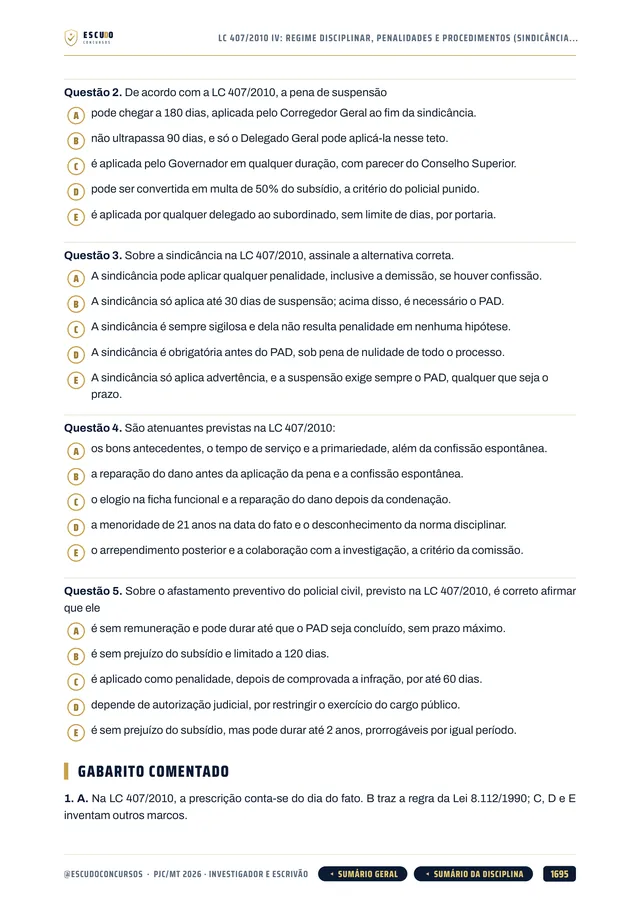 ESCUDO
CONCURSOS
LC 407/2010 IV: REGIME DISCIPLINAR, PENALIDADES E PROCEDIMENTOS (SINDICÂNCIA...
Questão 2. De acordo com a LC 407/2010, a pena de suspensão
A pode chegar a 180 dias, aplicada pelo Corregedor Geral ao fim da sindicância.
B não ultrapassa 90 dias, e só o Delegado Geral pode aplicá-la nesse teto.
C é aplicada pelo Governador em qualquer duração, com parecer do Conselho Superior.
D pode ser convertida em multa de 50% do subsídio, a critério do policial punido.
E é aplicada por qualquer delegado ao subordinado, sem limite de dias, por portaria.
Questão 3. Sobre a sindicância na LC 407/2010, assinale a alternativa correta.
A A sindicância pode aplicar qualquer penalidade, inclusive a demissão, se houver confissão.
B A sindicância só aplica até 30 dias de suspensão; acima disso, é necessário o PAD.
C A sindicância é sempre sigilosa e dela não resulta penalidade em nenhuma hipótese.
D A sindicância é obrigatória antes do PAD, sob pena de nulidade de todo o processo.
E A sindicância só aplica advertência, e a suspensão exige sempre o PAD, qualquer que seja o
prazo.
Questão 4. São atenuantes previstas na LC 407/2010:
A os bons antecedentes, o tempo de serviço e a primariedade, além da confissão espontânea.
B a reparação do dano antes da aplicação da pena e a confissão espontânea.
C o elogio na ficha funcional e a reparação do dano depois da condenação.
D a menoridade de 21 anos na data do fato e o desconhecimento da norma disciplinar.
E o arrependimento posterior e a colaboração com a investigação, a critério da comissão.
Questão 5. Sobre o afastamento preventivo do policial civil, previsto na LC 407/2010, é correto afirmar
que ele
A é sem remuneração e pode durar até que o PAD seja concluído, sem prazo máximo.
B é sem prejuízo do subsídio e limitado a 120 dias.
C é aplicado como penalidade, depois de comprovada a infração, por até 60 dias.
D depende de autorização judicial, por restringir o exercício do cargo público.
E é sem prejuízo do subsídio, mas pode durar até 2 anos, prorrogáveis por igual período.
GABARITO COMENTADO
1. A. Na LC 407/2010, a prescrição conta-se do dia do fato. B traz a regra da Lei 8.112/1990; C, D e E
inventam outros marcos.
@ESCUDOCONCURSOS · PJC/MT 2026 · INVESTIGADOR E ESCRIVÃO
SUMÁRIO GERAL
SUMÁRIO DA DISCIPLINA
1695